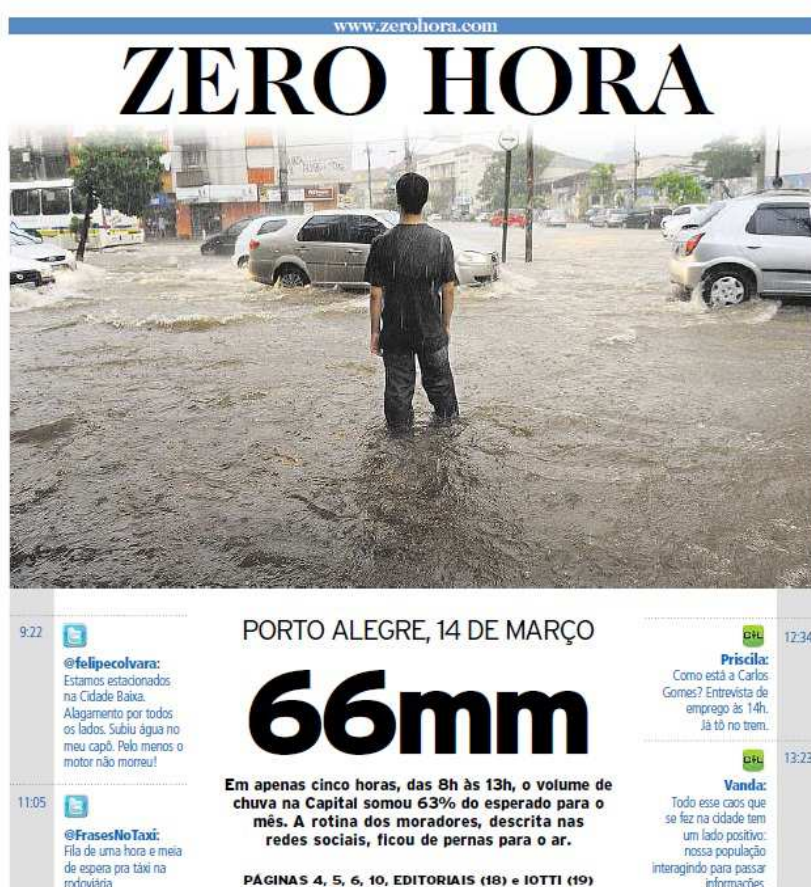 www.zerohora.com
ZERO HORA
9:22
@felipecolvara:
Estamos estacionados
na Cidade Baixa.
Alagamento por todos
os lados. Subiu água no
meu capô. Pelo menos o
motor não morreu!
11:05
@FrasesNoTaxi:
Fila de uma hora e meia
de espera pra táxi na
rodoviária
PORTO ALEGRE, 14 DE MARÇO
66mm
Em apenas cinco horas, das 8h às 13h, o volume de
chuva na Capital somou 63% do esperado para o
mês. A rotina dos moradores, descrita nas
redes sociais, ficou de pernas para o ar.
PÁGINAS 4, 5, 6, 10, EDITORIAIS (18) e IOTTI (19)
12:34
Priscila:
Como está a Carlos
Gomes? Entrevista de
emprego às 14h.
Já tô no trem.
13:23
Vanda:
Todo esse caos que
se fez na cidade tem
um lado positivo:
nossa população
interagindo para passar
informações.